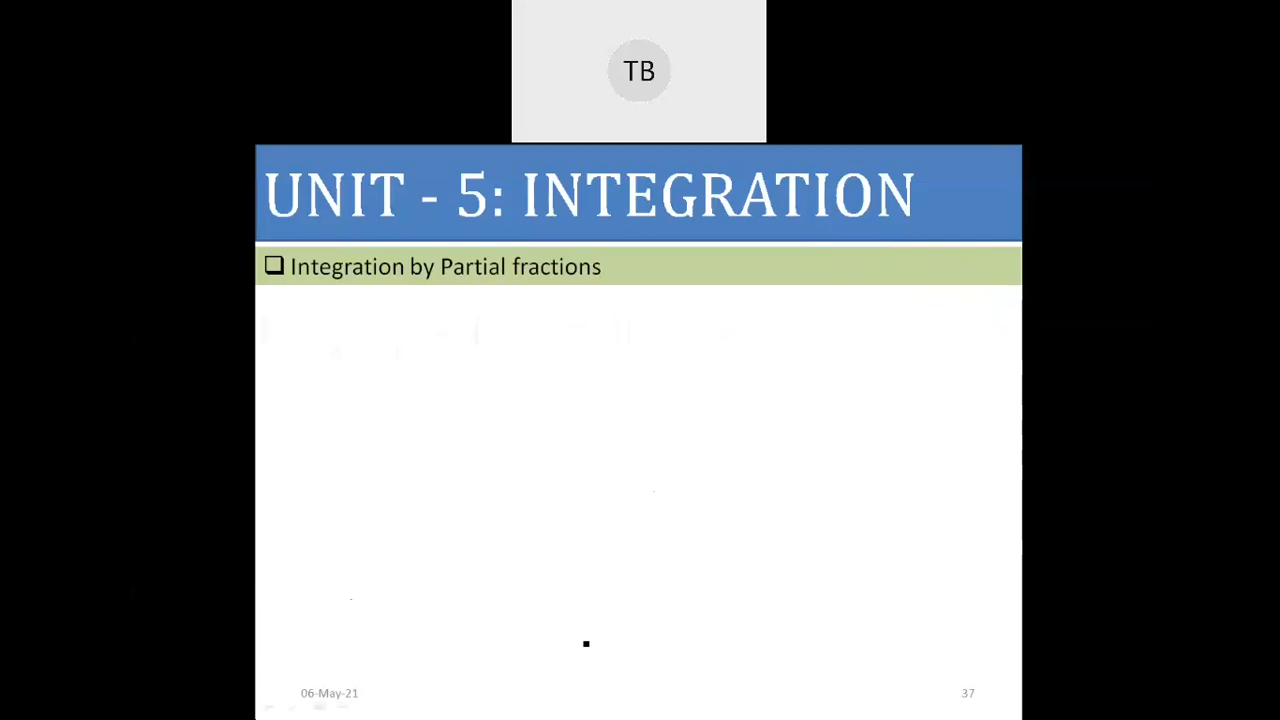 TB
UNIT - 5: INTEGRATION
❑ Integration by Partial fractions
06-May-21
37